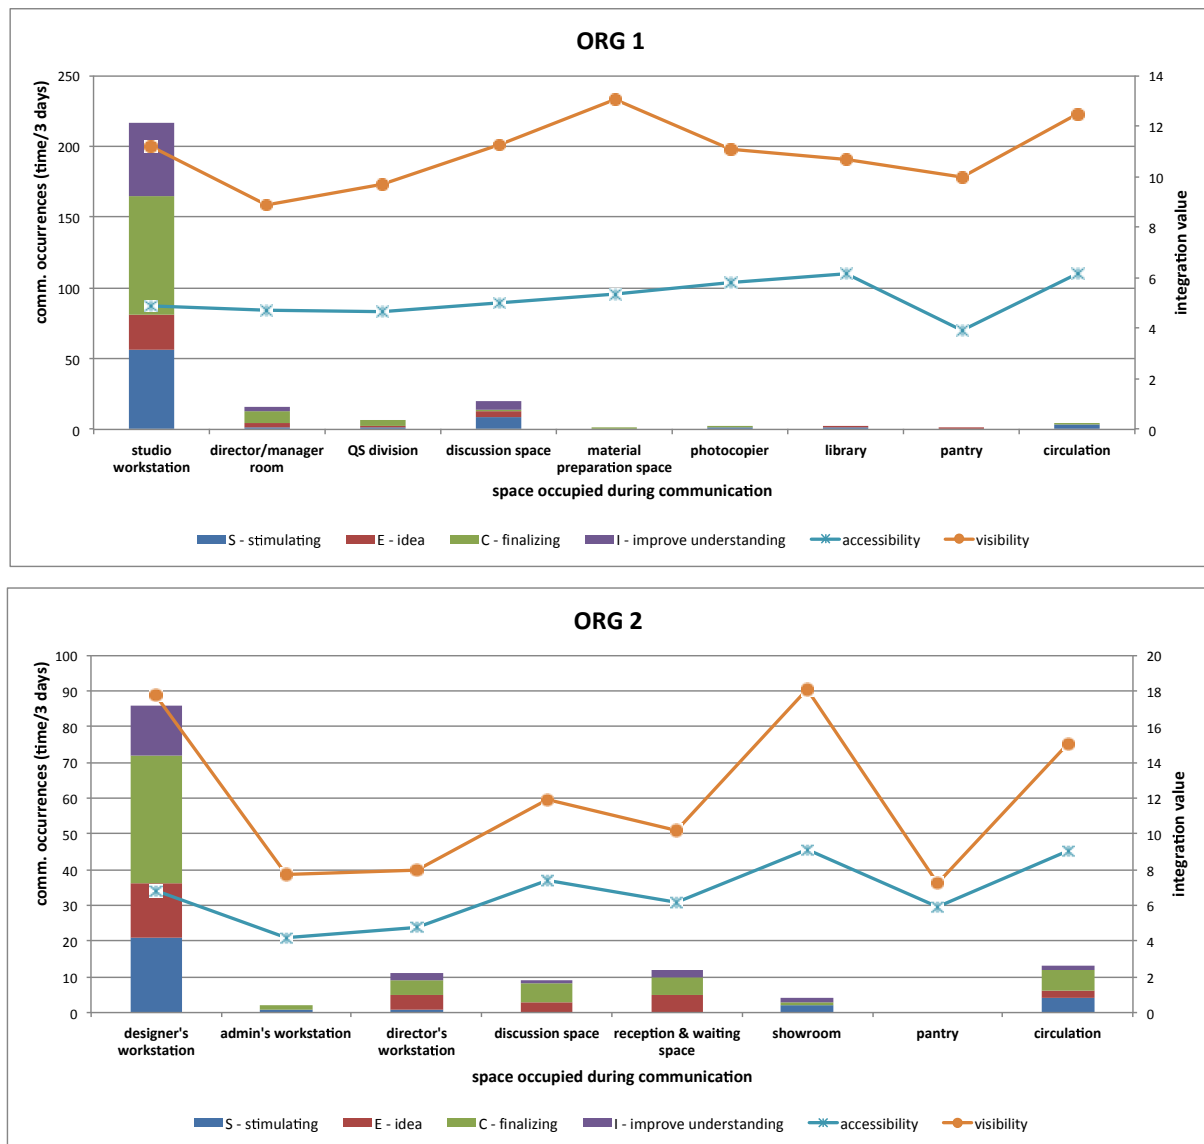 ORG 1
comm. occurrences (time/3 days)
250
200
150
100
50
0
14
12
10
8
6
4
2
0
integration value
studio workstation
director/manager room
QS division
discussion space
material preparation space
photocopier
library
pantry
circulation
space occupied during communication
S - stimulating
E - idea
C - finalizing
I - improve understanding
accessibility
visibility
ORG 2
comm. occurrences (time/3 days)
100
90
80
70
60
50
40
30
20
10
0
20
18
16
14
12
10
8
6
4
2
0
integration value
designer's workstation
admin's workstation
director's workstation
discussion space
reception & waiting space
showroom
pantry
circulation
space occupied during communication
S - stimulating
E - idea
C - finalizing
I - improve understanding
accessibility
visibility